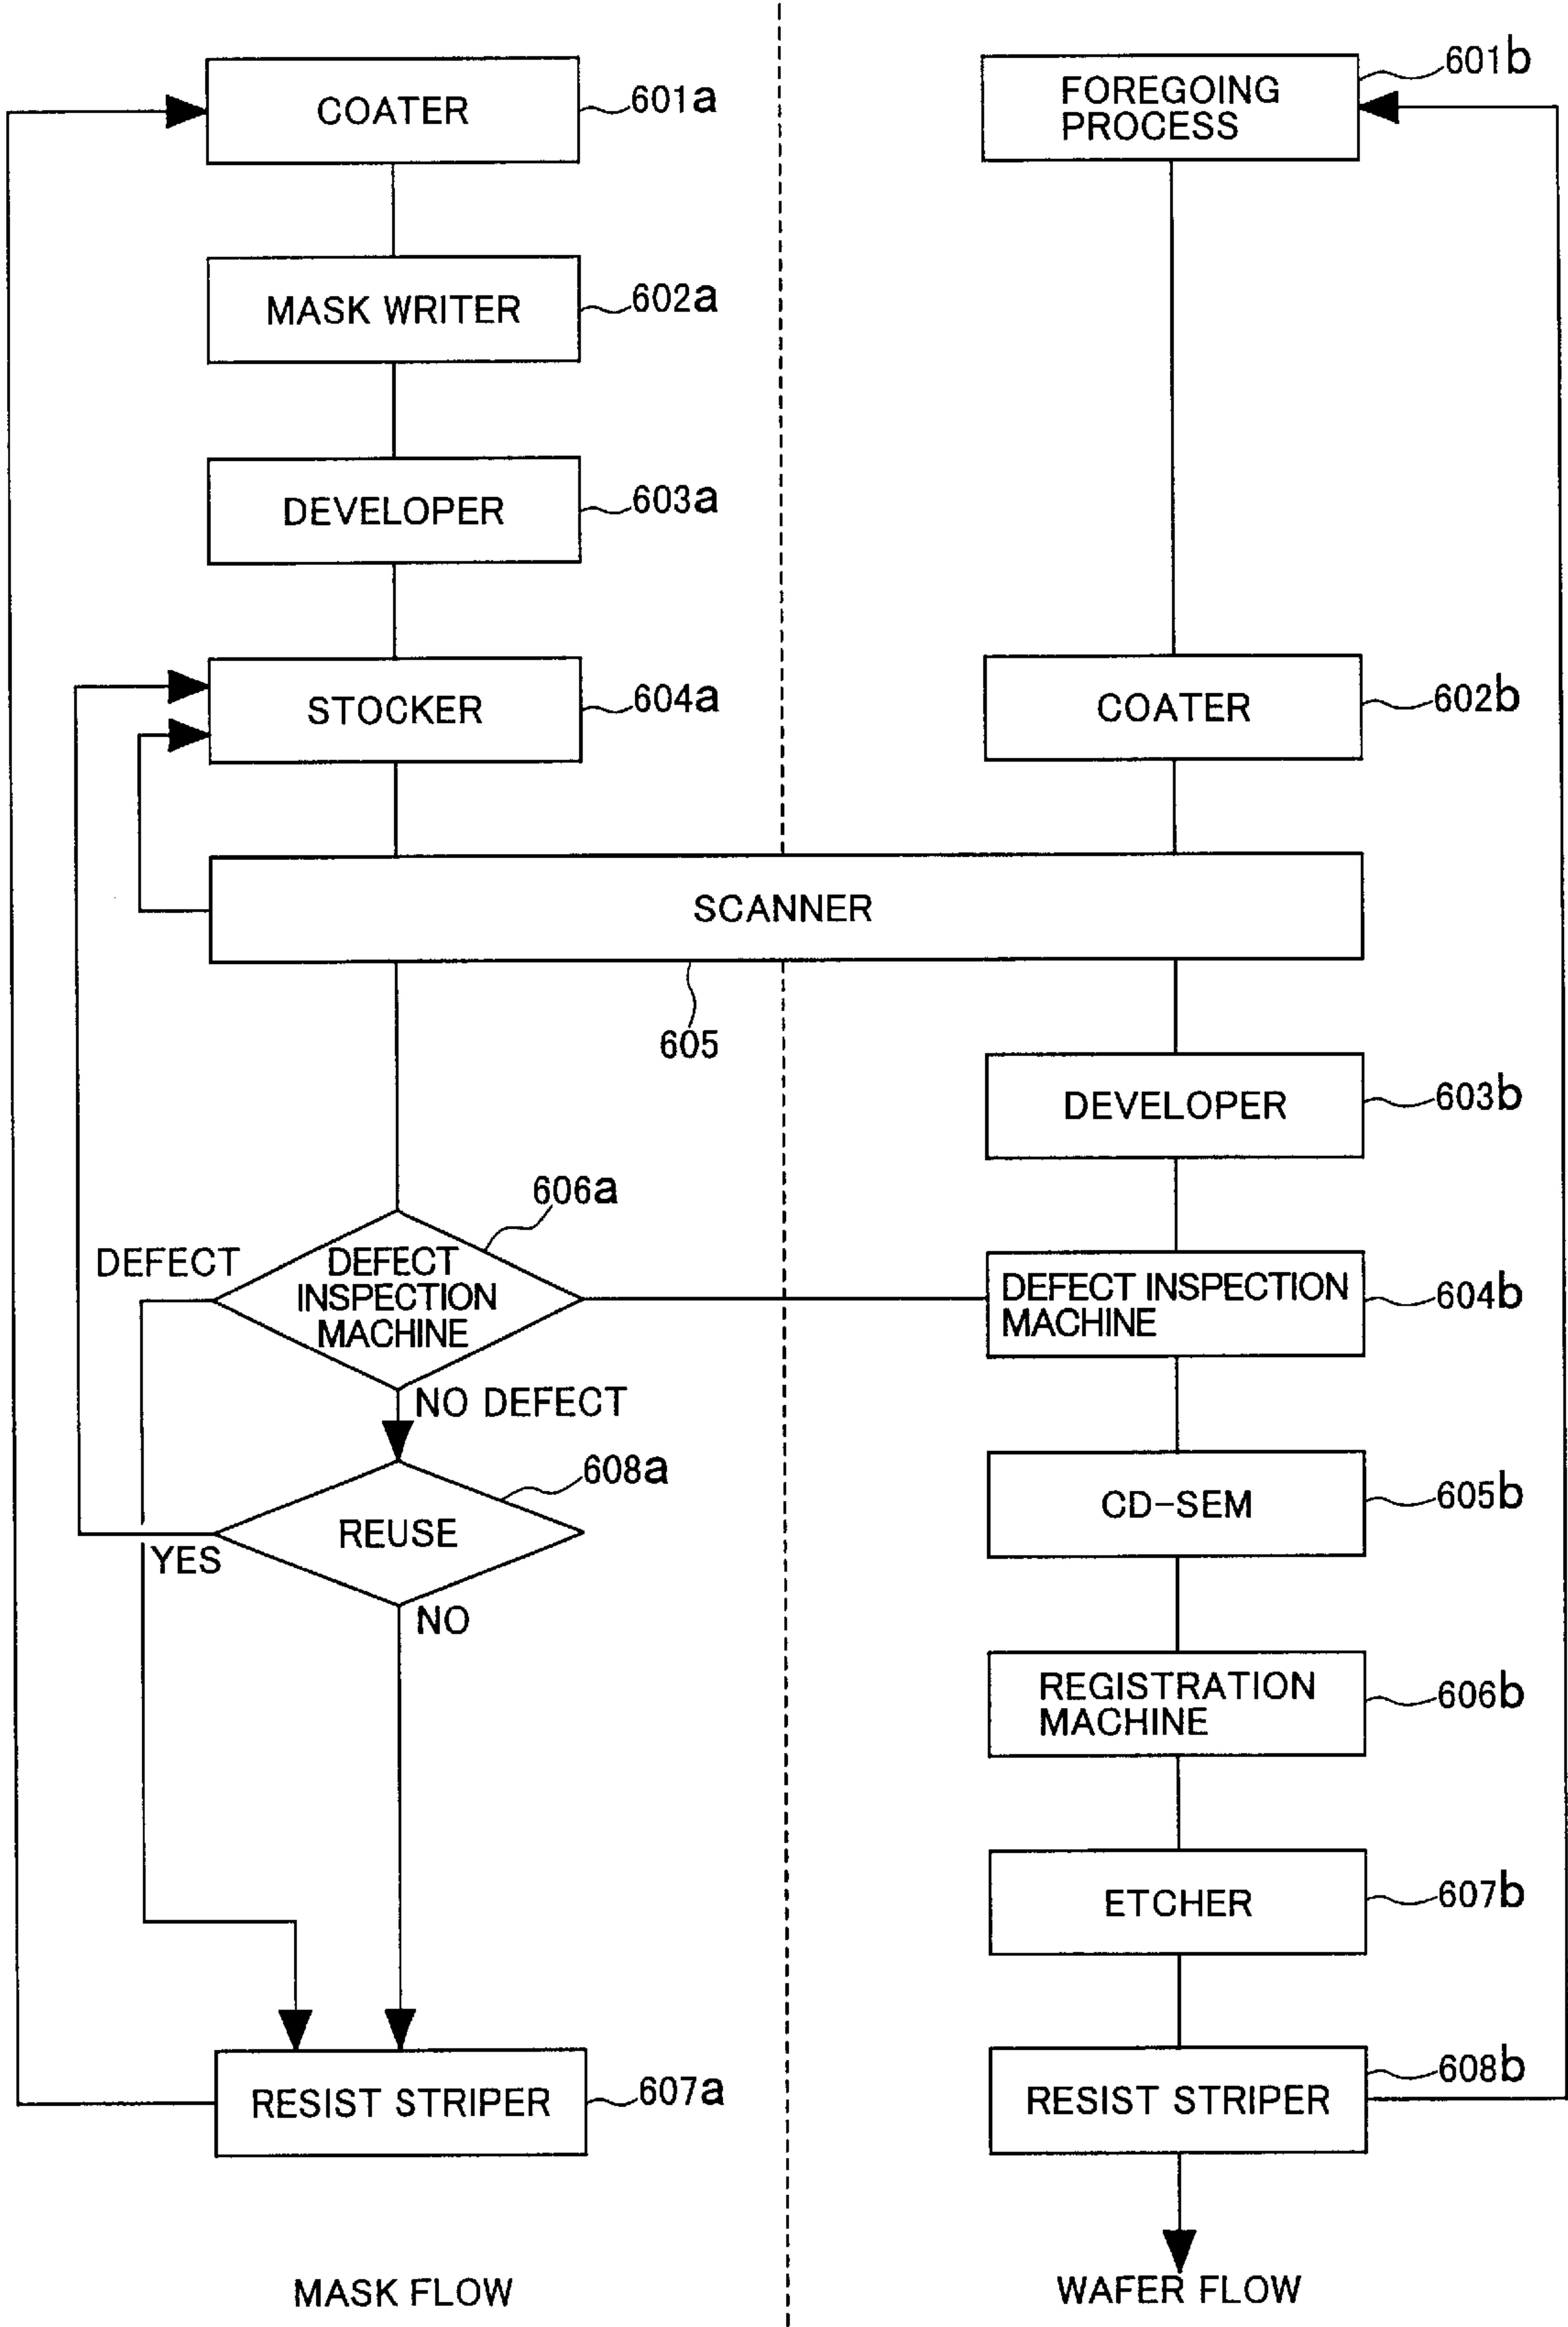 COATER
601a
MASK WRITER
602a
DEVELOPER
603a
STOCKER
604a
SCANNER
605
606a
DEFECT
DEFECT
INSPECTION
MACHINE
NO DEFECT
608a
REUSE
YES
NO
RESIST STRIPER
607a
MASK FLOW
601b
FOREGOING
PROCESS
COATER
602b
DEVELOPER
603b
DEFECT INSPECTION
MACHINE
604b
CD-SEM
605b
REGISTRATION
MACHINE
606b
ETCHER
607b
RESIST STRIPER
608b
WAFER FLOW